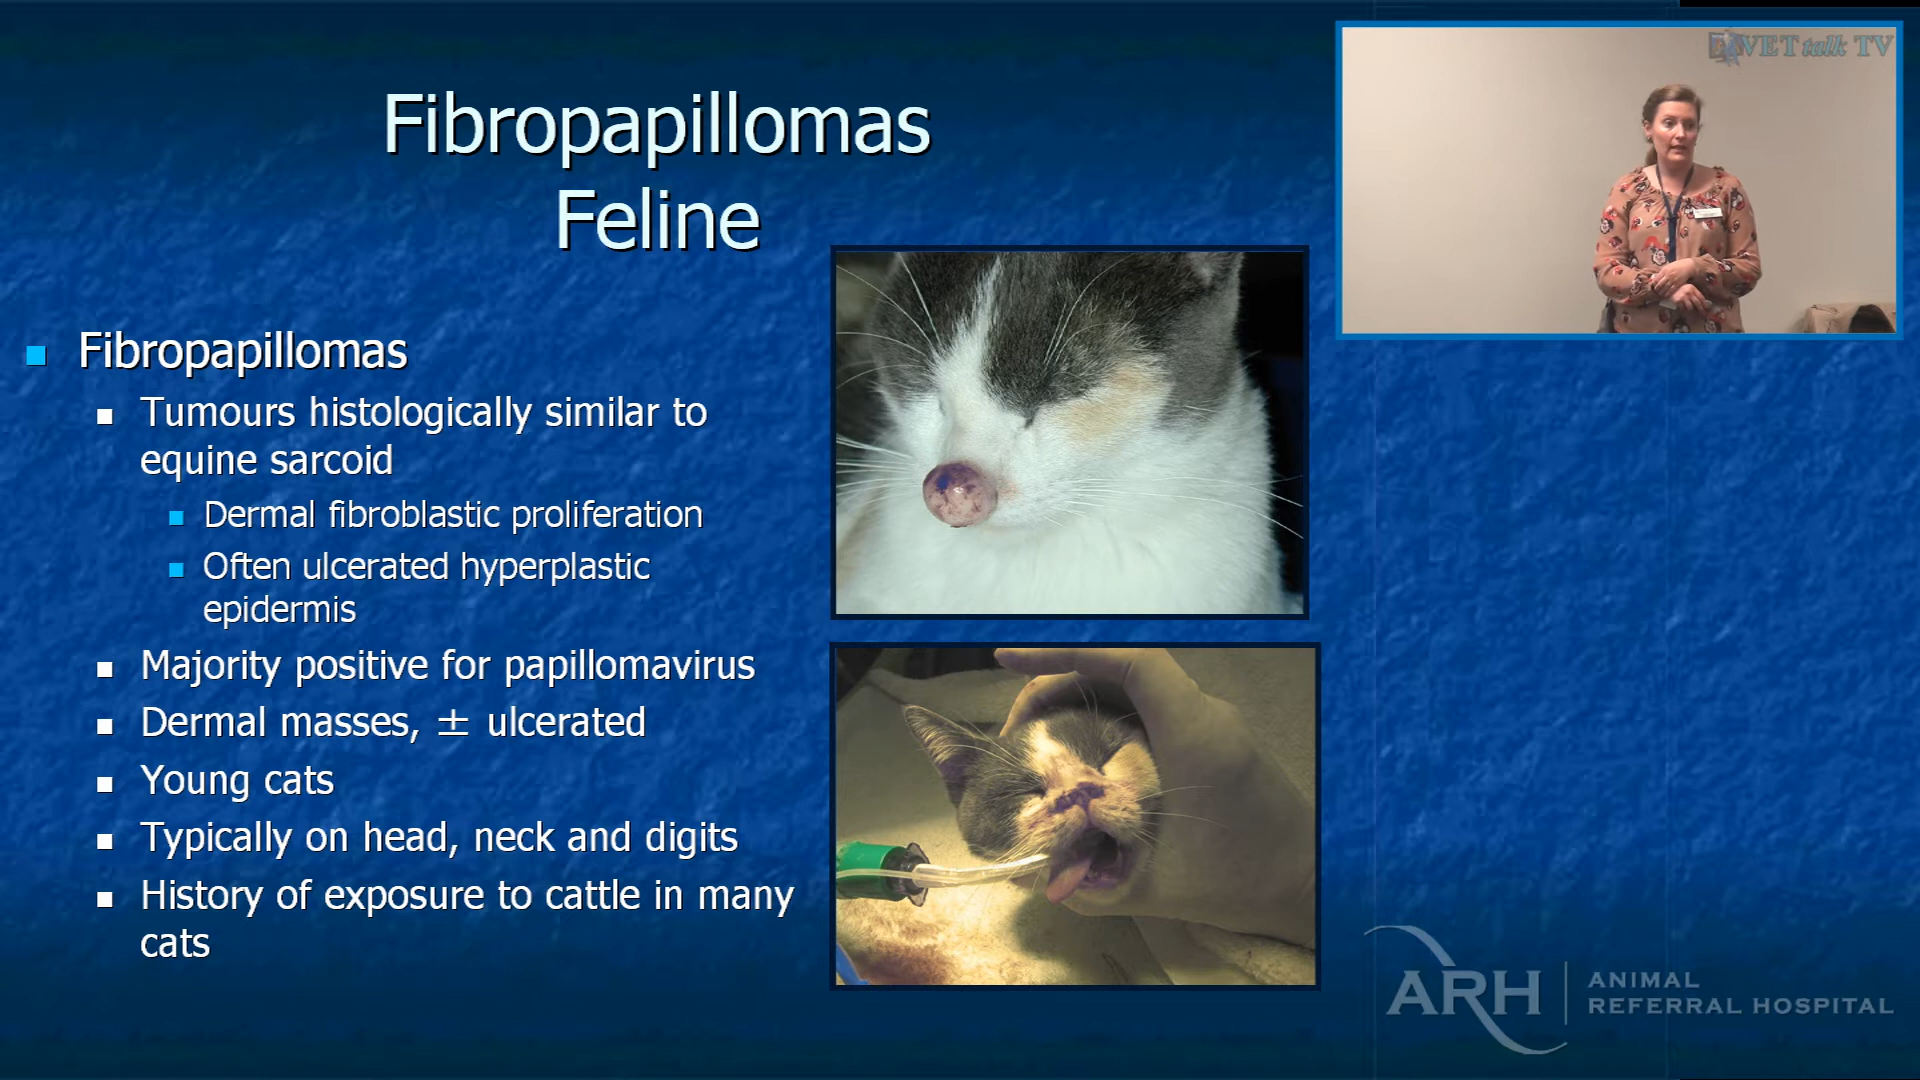 VET talk TV
Fibropapillomas
Feline
Fibropapillomas
Tumours histologically similar to
equine sarcoid
Dermal fibroblastic proliferation
Often ulcerated hyperplastic
epidermis
Majority positive for papillomavirus
Dermal masses, ± ulcerated
Young cats
Typically on head, neck and digits
History of exposure to cattle in many
cats
ARH
ANIMAL
REFERRAL HOSPITAL